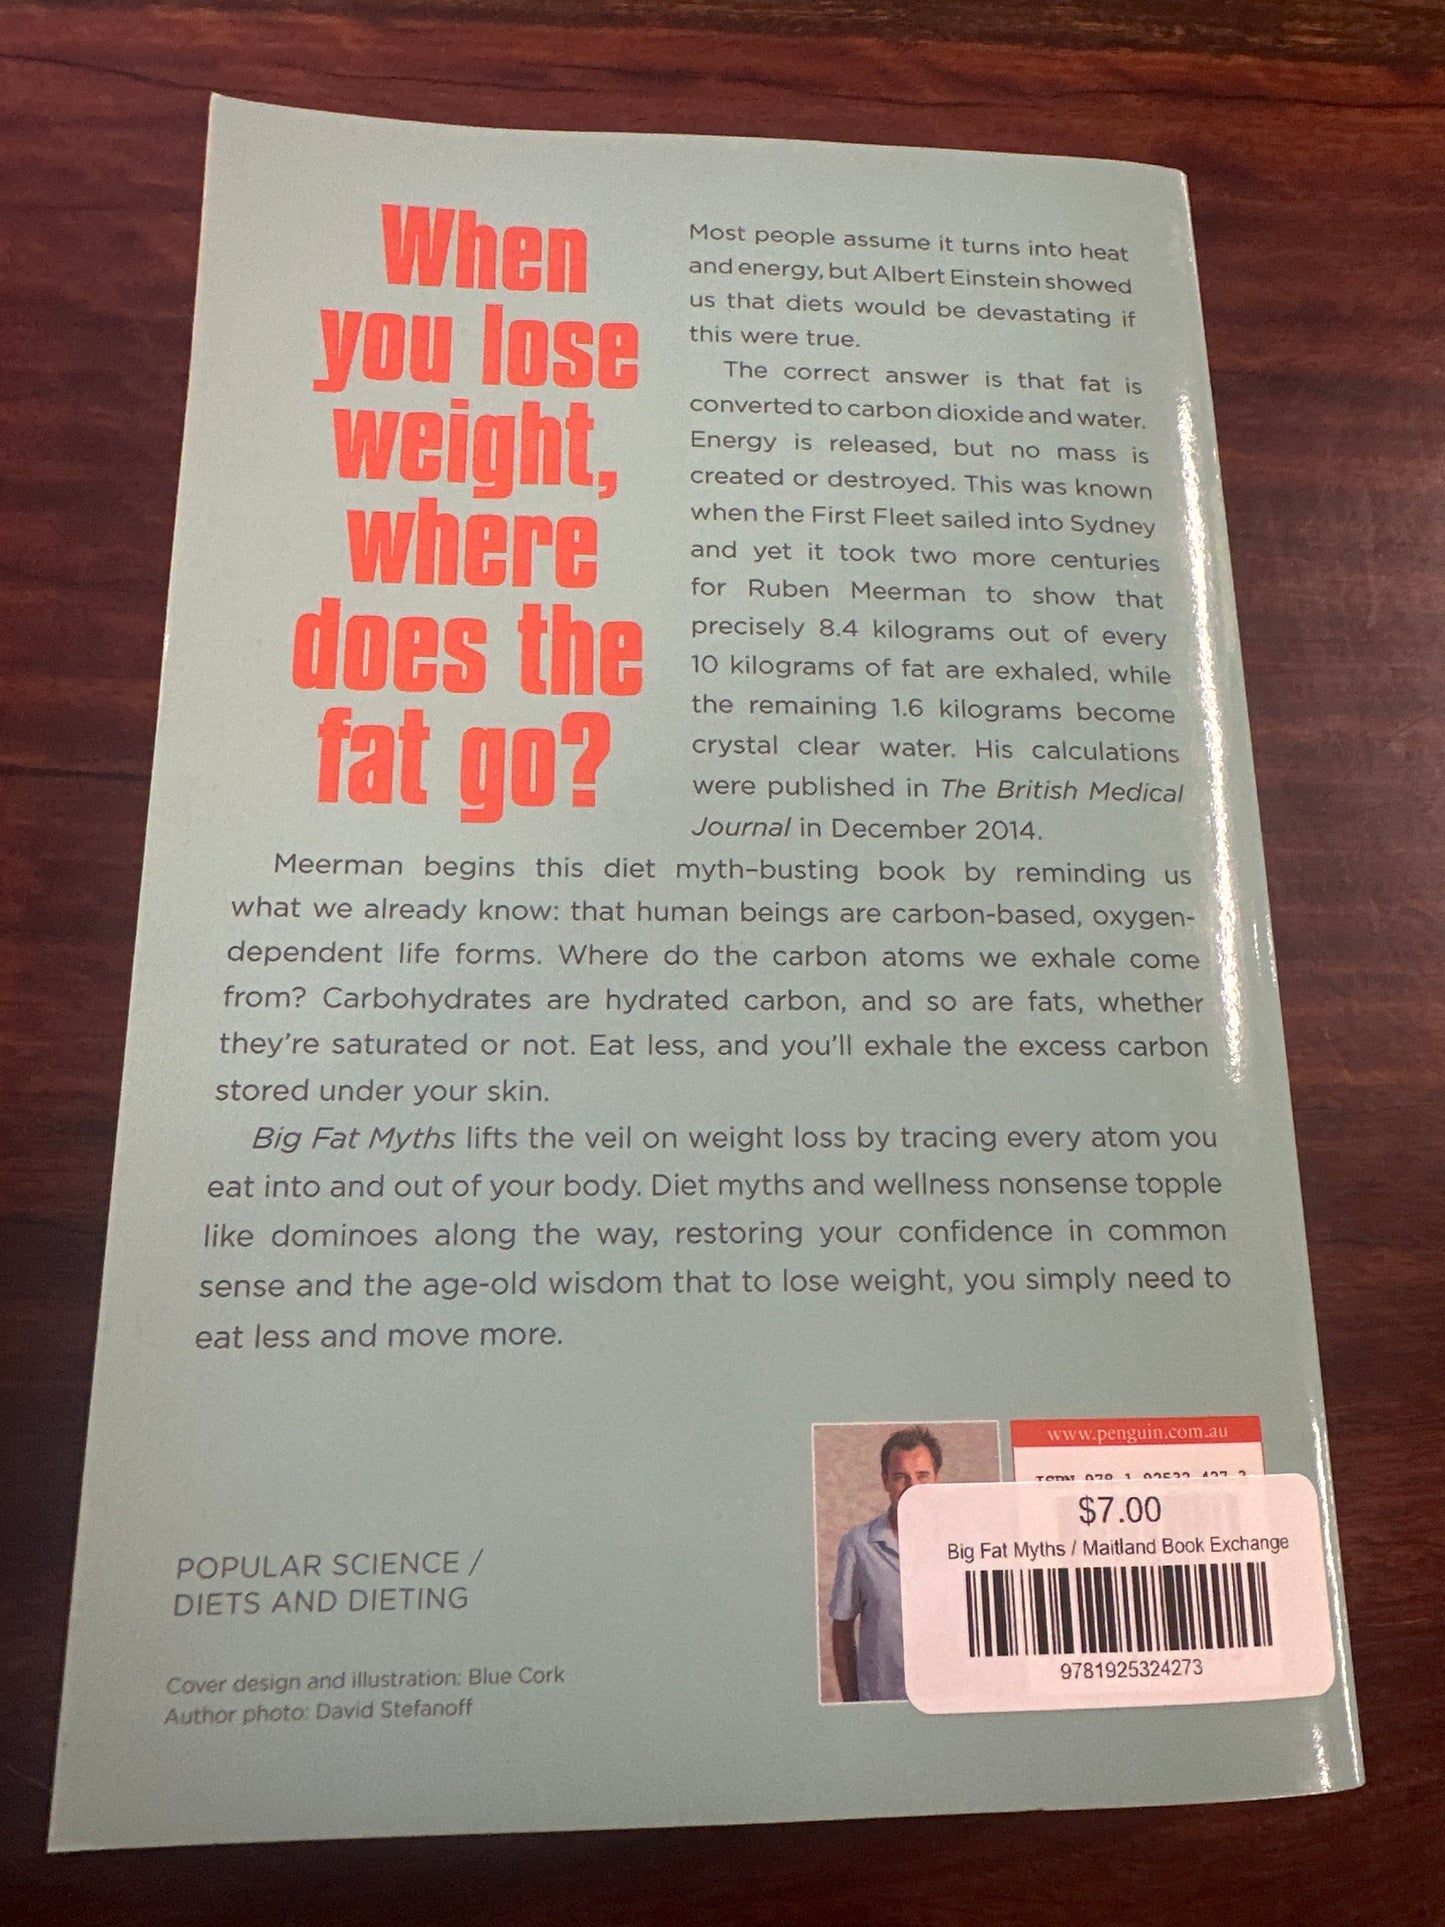 When
you lose
weight,
where
does the
fat go?
Most people assume it turns into heat
and energy, but Albert Einstein showed
us that diets would be devastating if
this were true.
The correct answer is that fat is
converted to carbon dioxide and water.
Energy is released, but no mass is
created or destroyed. This was known
when the First Fleet sailed into Sydney
and yet it took two more centuries
for Ruben Meerman to show that
precisely 8.4 kilograms out of every
10 kilograms of fat are exhaled, while
the remaining 1.6 kilograms become
crystal clear water. His calculations
were published in The British Medical
Journal in December 2014.
Meerman begins this diet myth–busting book by reminding us
what we already know: that human beings are carbon-based, oxygen-
dependent life forms. Where do the carbon atoms we exhale come
from? Carbohydrates are hydrated carbon, and so are fats, whether
they're saturated or not. Eat less, and you'll exhale the excess carbon
stored under your skin.
Big Fat Myths lifts the veil on weight loss by tracing every atom you
eat into and out of your body. Diet myths and wellness nonsense topple
like dominoes along the way, restoring your confidence in common
sense and the age-old wisdom that to lose weight, you simply need to
eat less and move more.
POPULAR SCIENCE /
DIETS AND DIETING
Cover design and illustration: Blue Cork
Author photo: David Stefanoff
www.penguin.com.au
ISBN 978 1 92532 427 3
$7.00
Big Fat Myths / Maitland Book Exchange
9781925324273